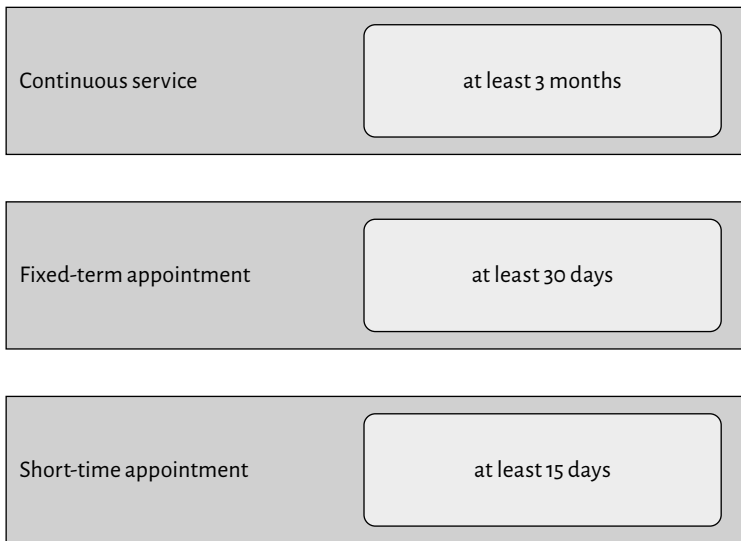 Continuous service
at least 3 months
Fixed-term appointment
at least 30 days
Short-time appointment
at least 15 days